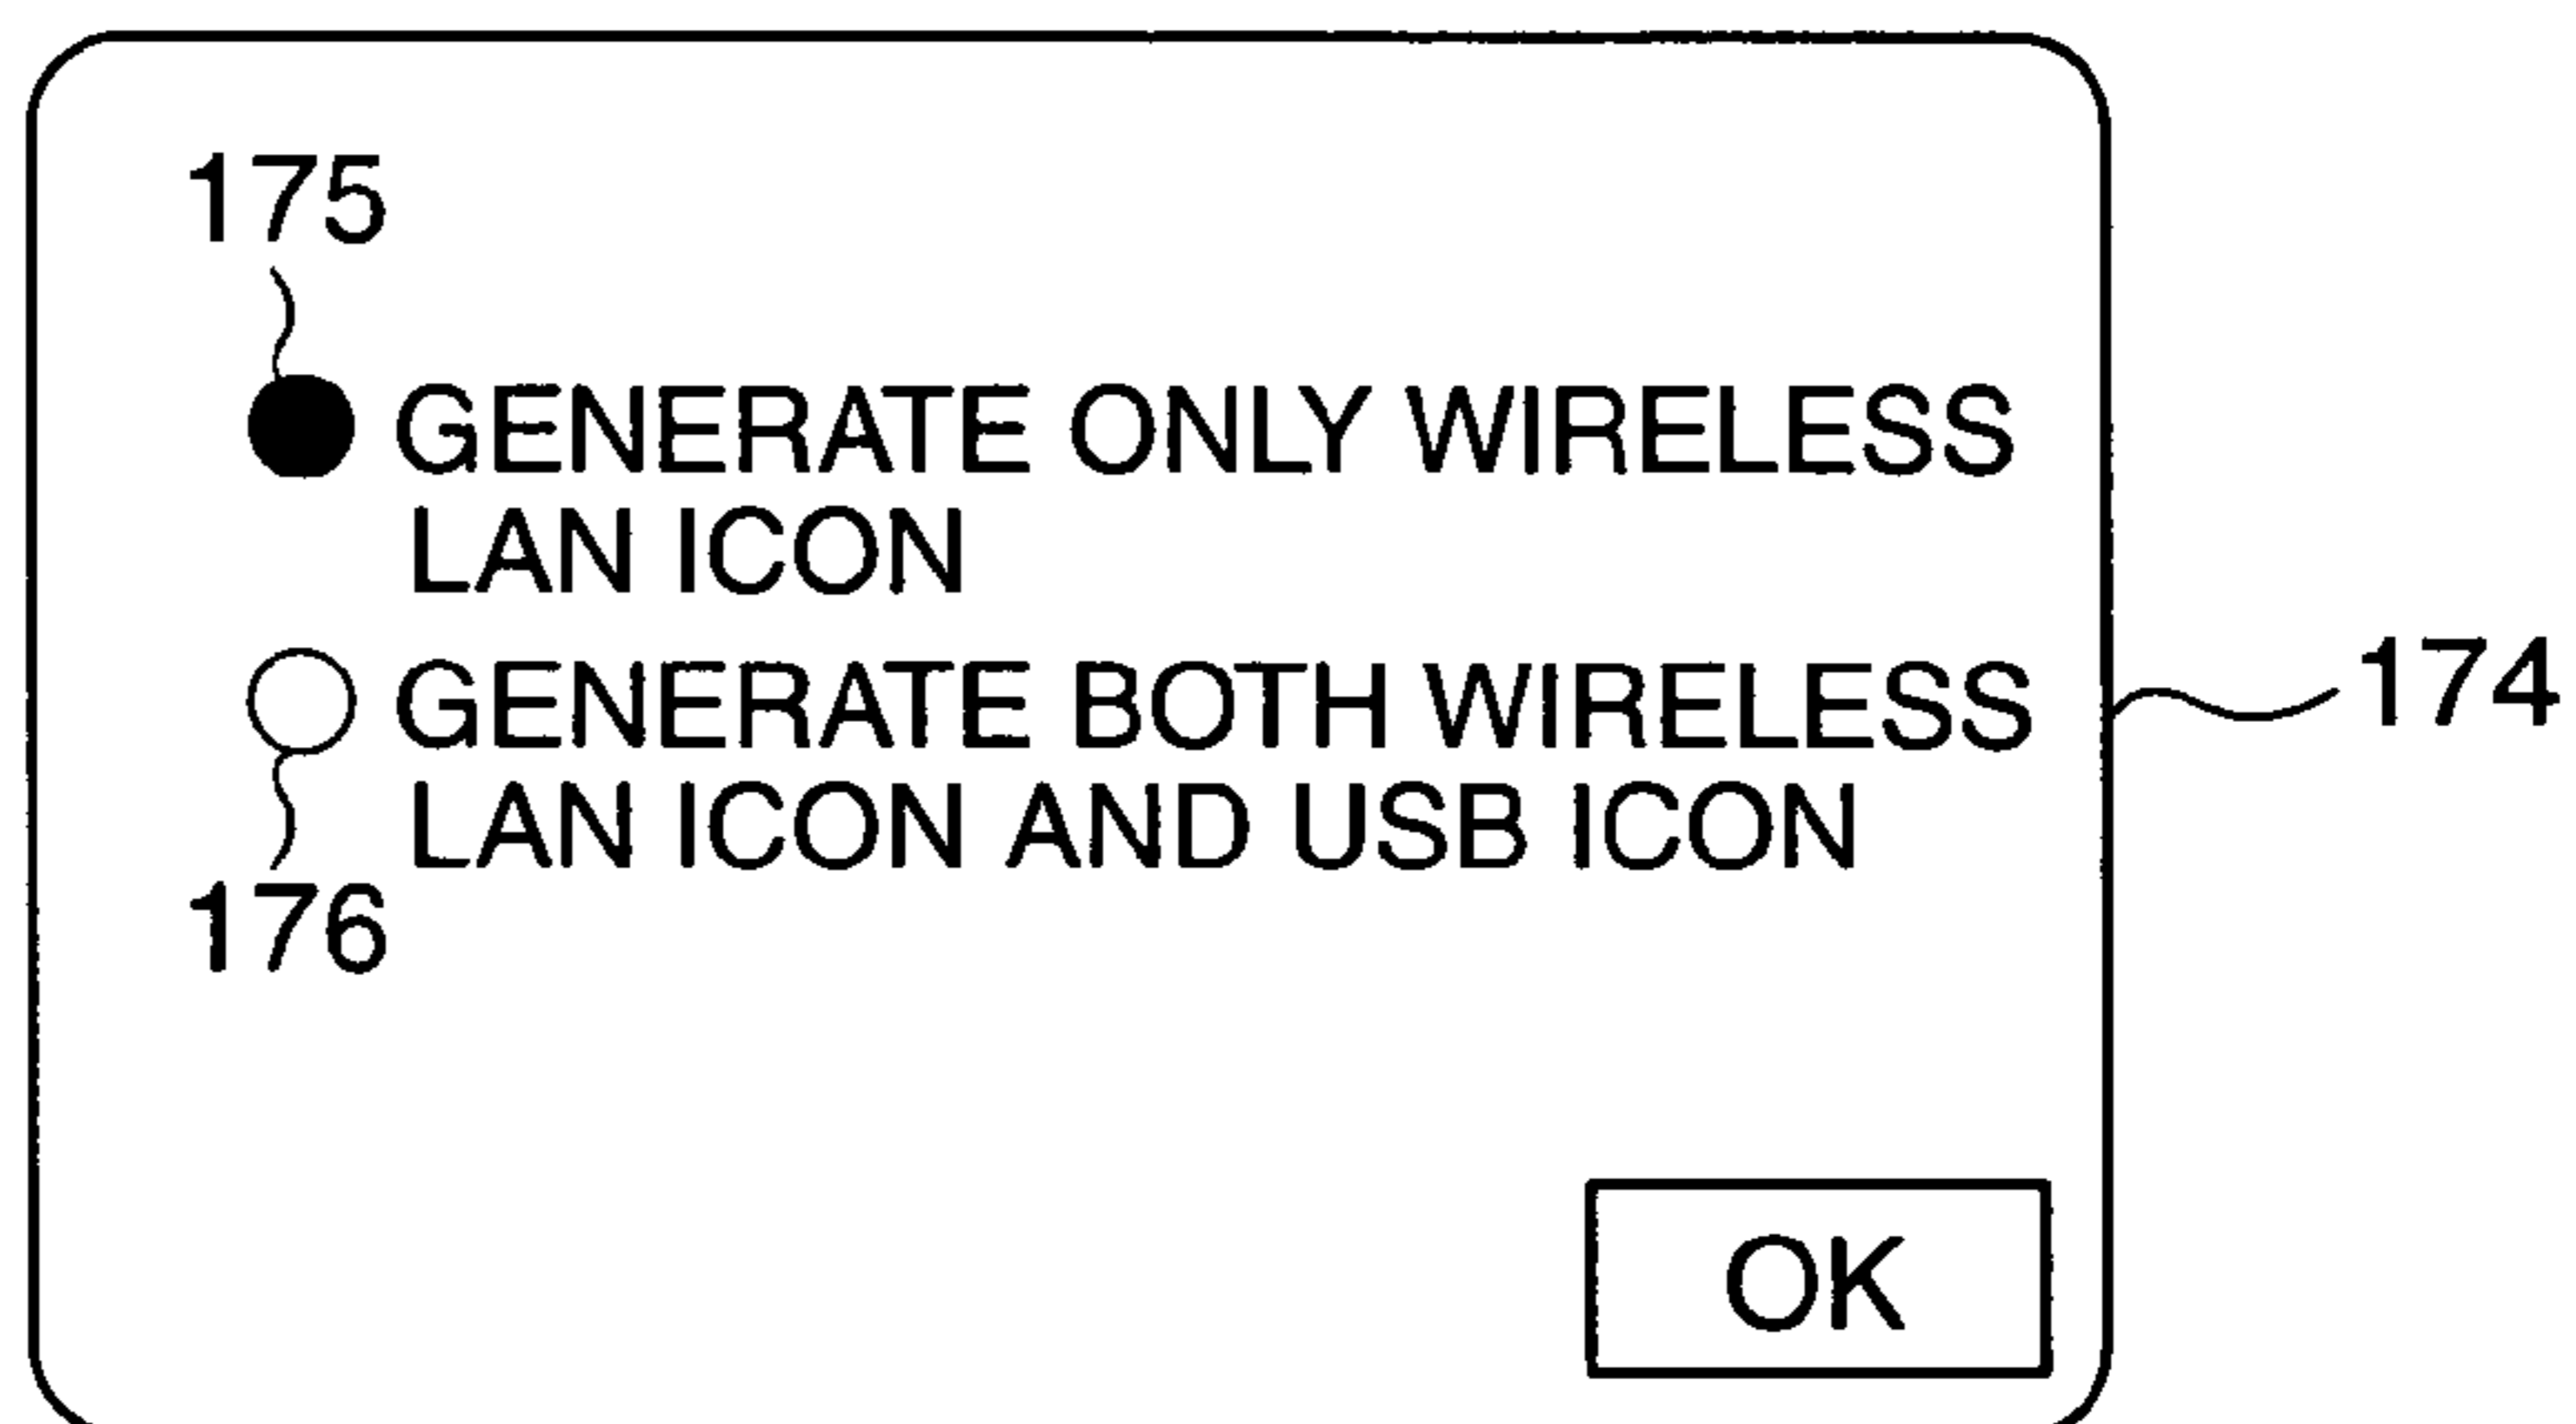 175
GENERATE ONLY WIRELESS
LAN ICON
GENERATE BOTH WIRELESS
LAN ICON AND USB ICON
174
176
OK